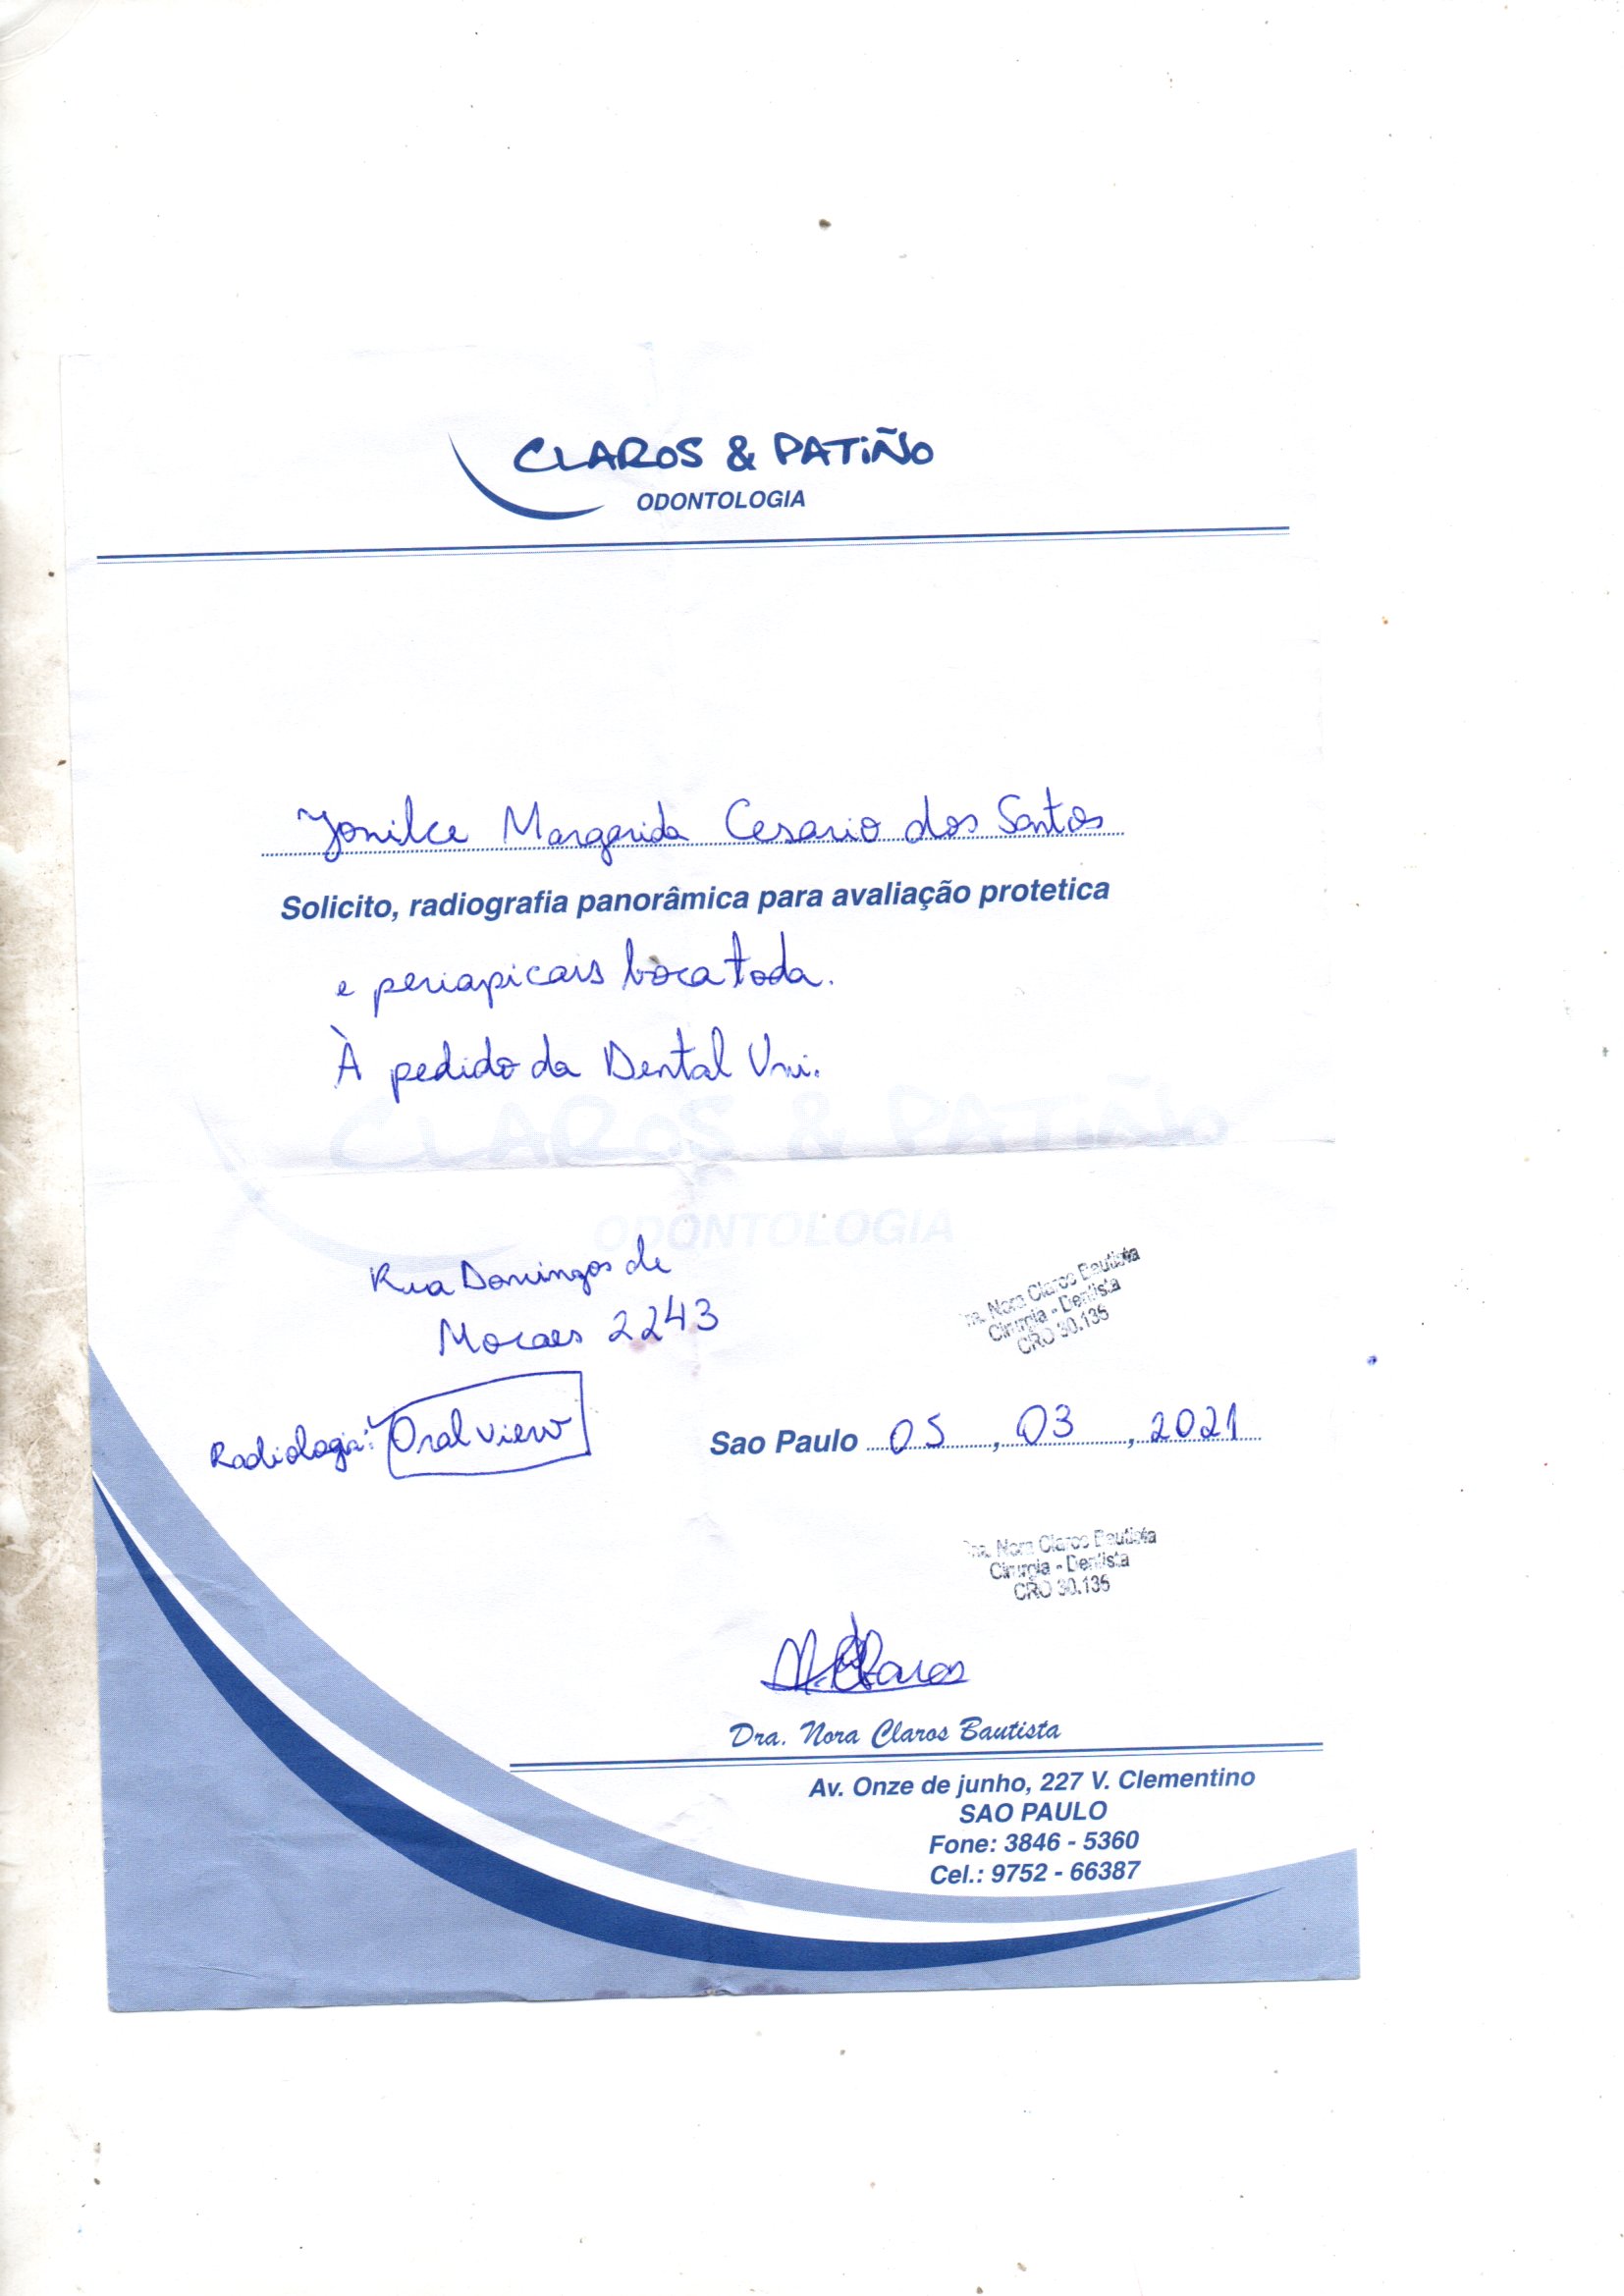 CLAROS & PATIÑO
ODONTOLOGIA
Yonilce Margarida Cesario dos Santos
Solicito, radiografia panorâmica para avaliação protetica
e periapicais boca toda.
À pedido da Dental Uni.
CLAROS & PATIÑO
ODONTOLOGIA
Rua Domingos de
Moraes 2243
Dra. Nora Claros Bautista
Cirurgia - Dentista
CRO 30.135
Radiologia: Oral view
Sao Paulo 05, 03, 2021
Dra. Nora Claros Bautista
Cirurgia - Dentista
CRO 30.135
N. Claros
Dra. Nora Claros Bautista
Av. Onze de junho, 227 V. Clementino
SAO PAULO
Fone: 3846 - 5360
Cel.: 9752 - 66387